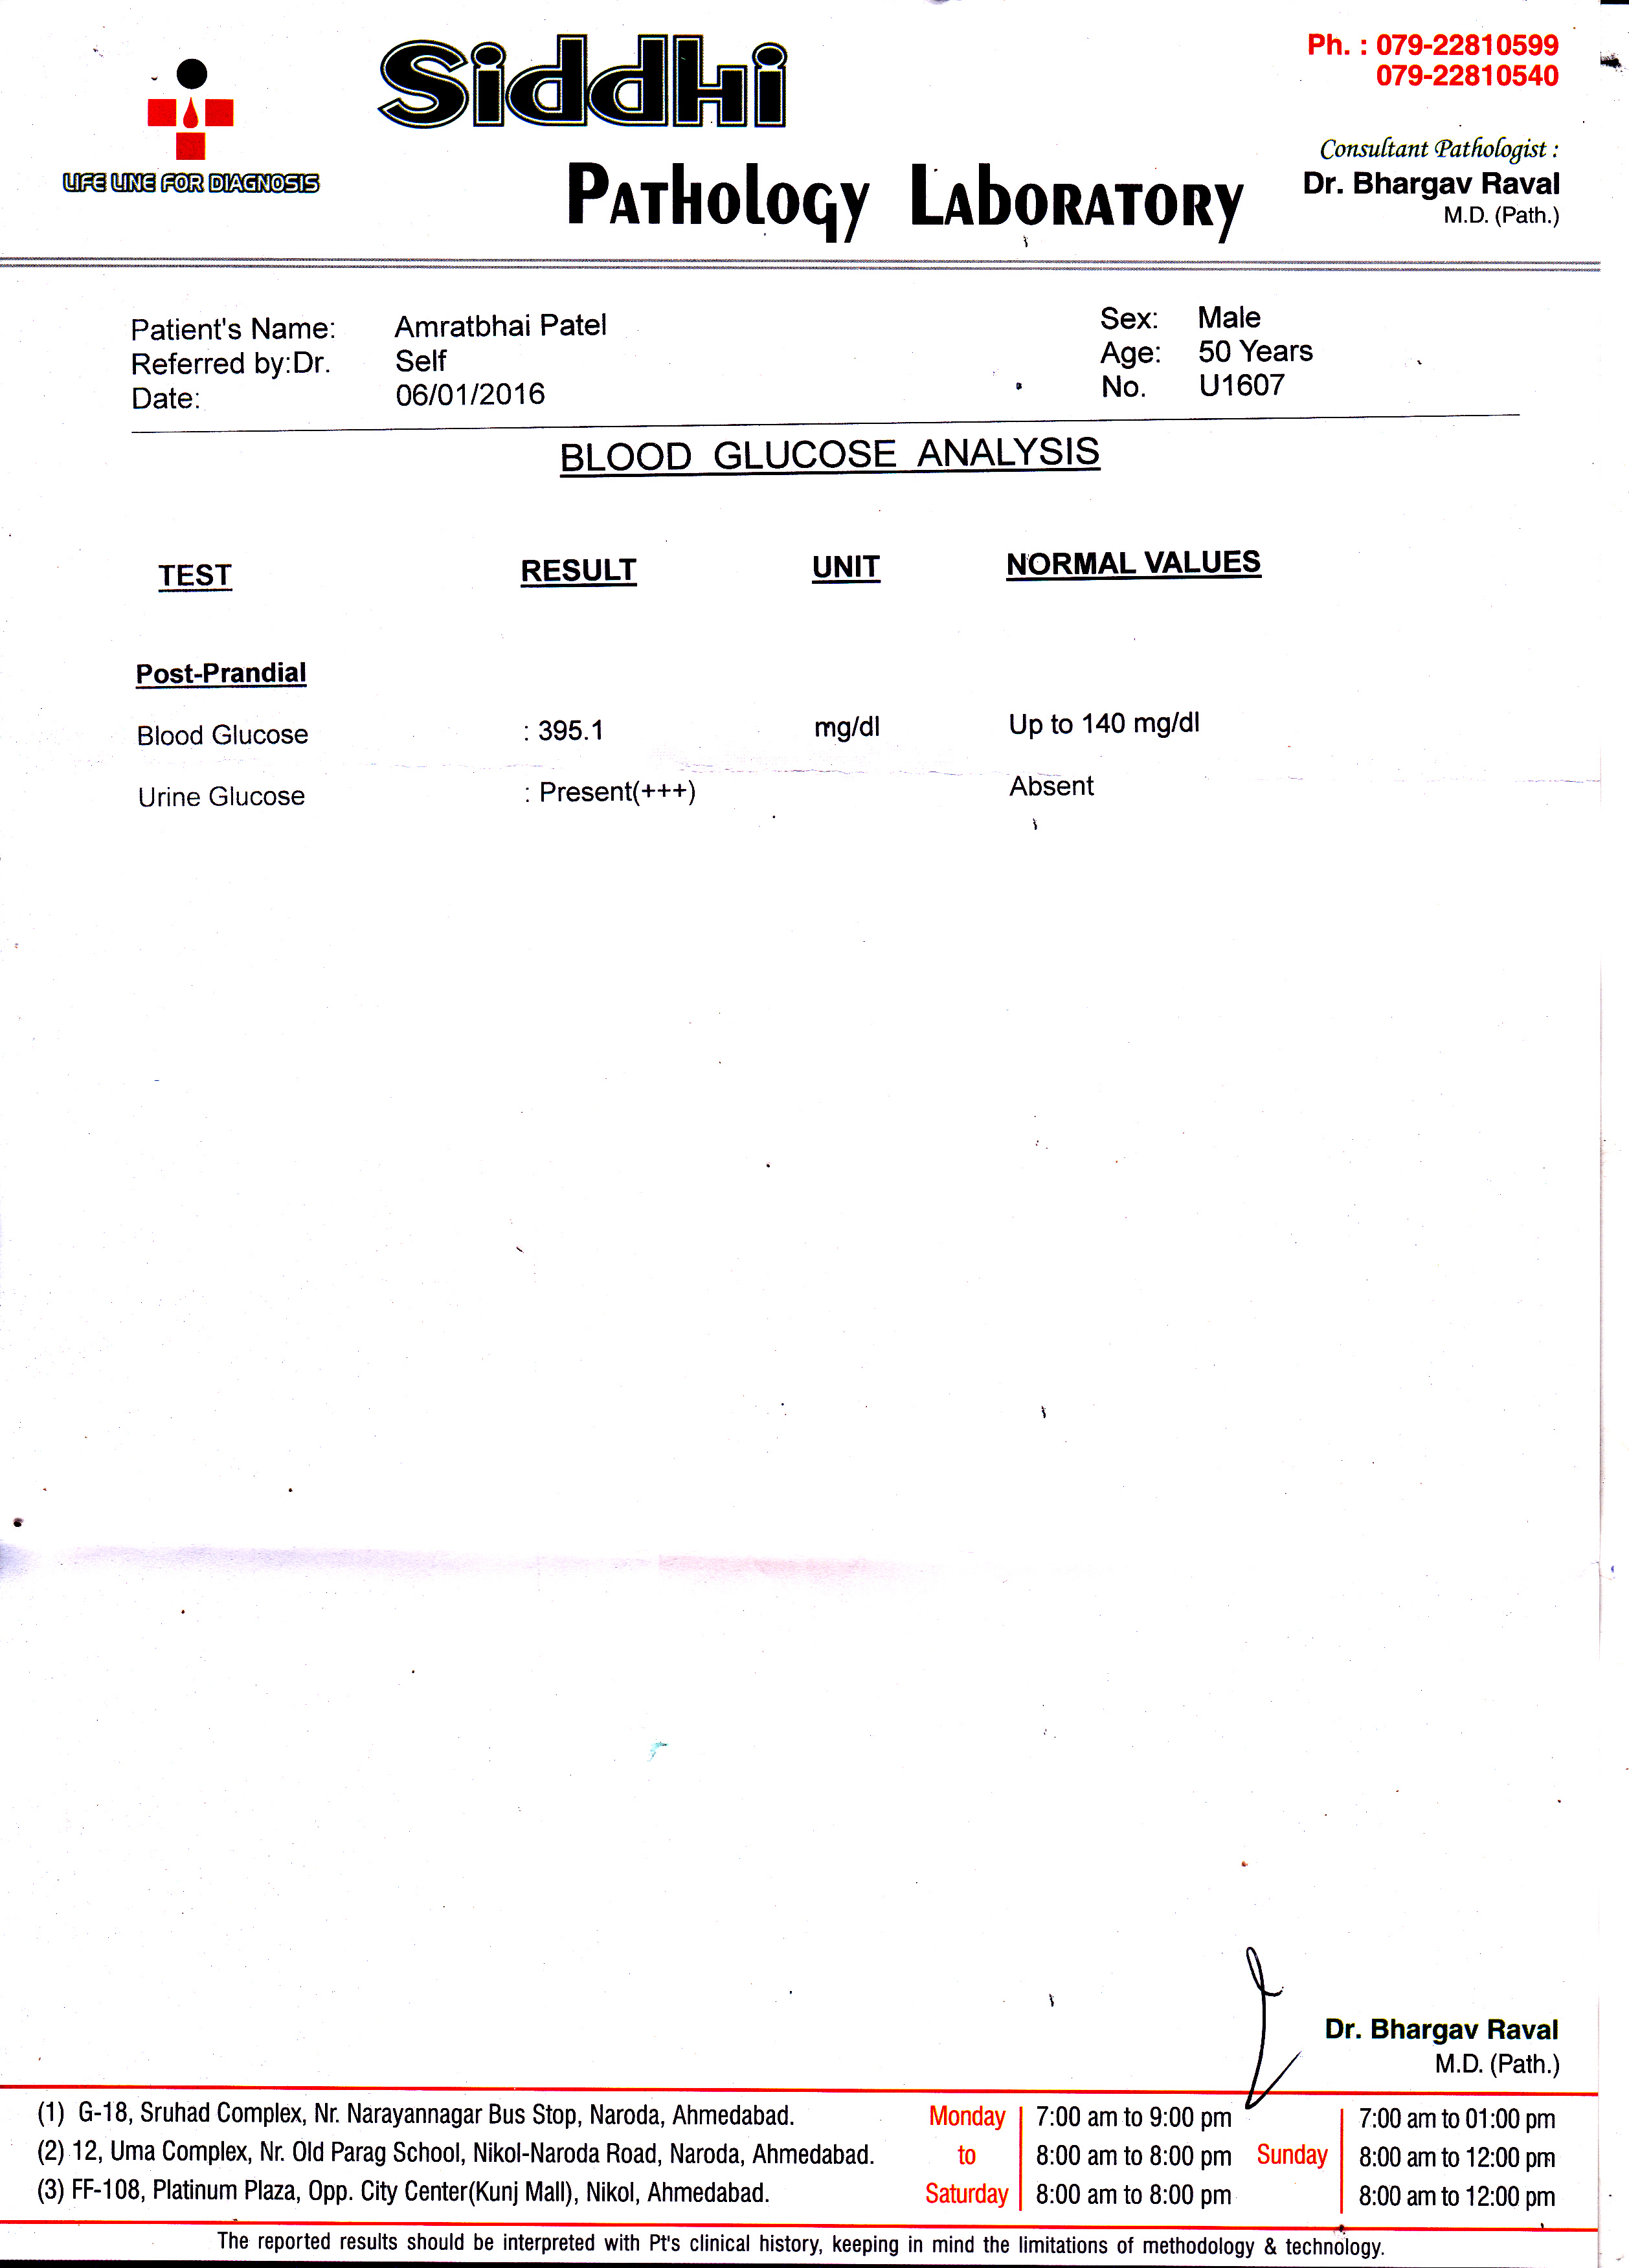 LIFE LINE FOR DIAGNOSIS
Siddhi
Pathology Laboratory
Ph. : 079-22810599
079-22810540
Consultant Pathologist :
Dr. Bhargav Raval
M.D. (Path.)
Patient's Name: Amratbhai Patel Sex: Male
Referred by:Dr. Self Age: 50 Years
Date: 06/01/2016 No. U1607
BLOOD GLUCOSE ANALYSIS
TEST RESULT UNIT NORMAL VALUES
Post-Prandial
Blood Glucose : 395.1 mg/dl Up to 140 mg/dl
Urine Glucose : Present(+++) Absent
Dr. Bhargav Raval
M.D. (Path.)
(1) G-18, Sruhad Complex, Nr. Narayannagar Bus Stop, Naroda, Ahmedabad. Monday 7:00 am to 9:00 pm 7:00 am to 01:00 pm
(2) 12, Uma Complex, Nr. Old Parag School, Nikol-Naroda Road, Naroda, Ahmedabad. to 8:00 am to 8:00 pm Sunday 8:00 am to 12:00 pm
(3) FF-108, Platinum Plaza, Opp. City Center(Kunj Mall), Nikol, Ahmedabad. Saturday 8:00 am to 8:00 pm 8:00 am to 12:00 pm
The reported results should be interpreted with Pt's clinical history, keeping in mind the limitations of methodology & technology.